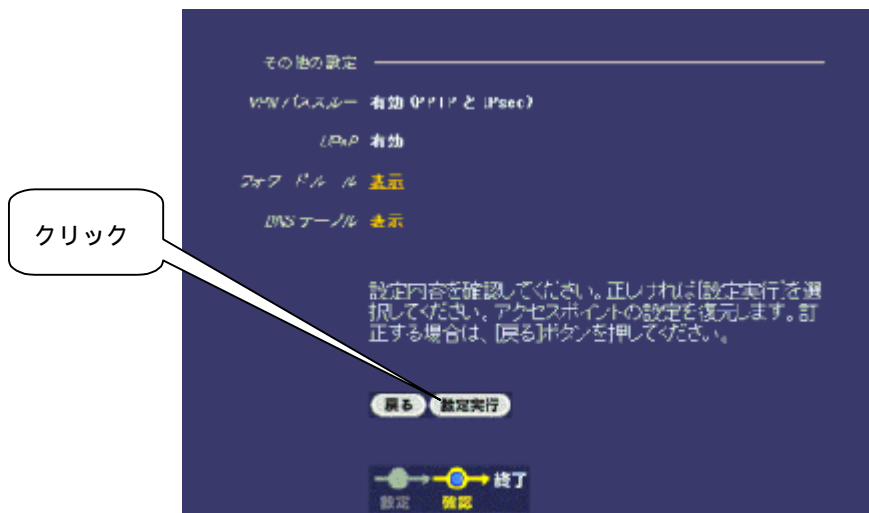 その他の設定
VPNパススルー 有効 (PPTP と IPsec)
UPnP 有効
フォワードルール 表示
DNSテーブル 表示
クリック
設定内容を確認してください。正しければ[設定実行]を選
択してください。アクセスポイントの設定を復元します。訂
正する場合は、[戻る]ボタンを押してください。
戻る 設定実行
終了
設定 確認